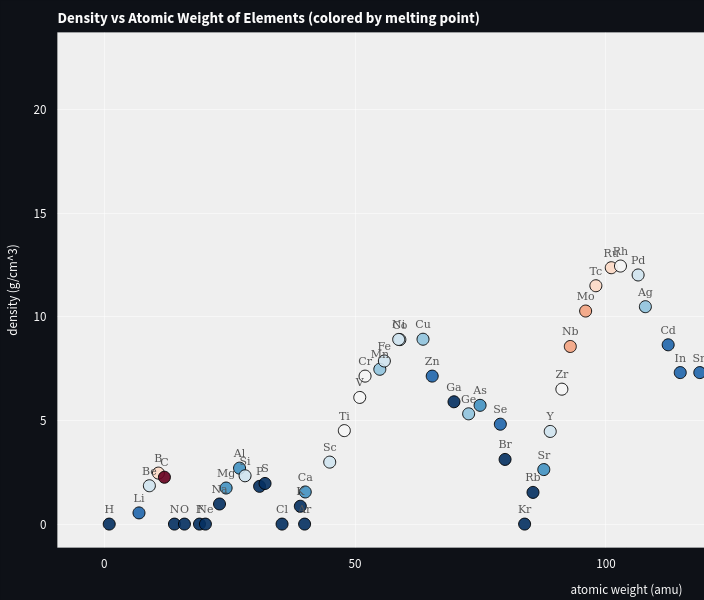 Density vs Atomic Weight of Elements (colored by melting point)
density (g/cm^3)
20
15
10
5
0
H
Li
Be
B
C
N
O
F
Ne
Na
Mg
Al
Si
P
S
Cl
Ar
K
Ca
Sc
Ti
V
Cr
Mn
Fe
Co
Ni
Cu
Zn
Ga
Ge
As
Se
Br
Kr
Rb
Sr
Y
Zr
Nb
Mo
Tc
Ru
Rh
Pd
Ag
Cd
In
Sn
0
50
100
atomic weight (amu)